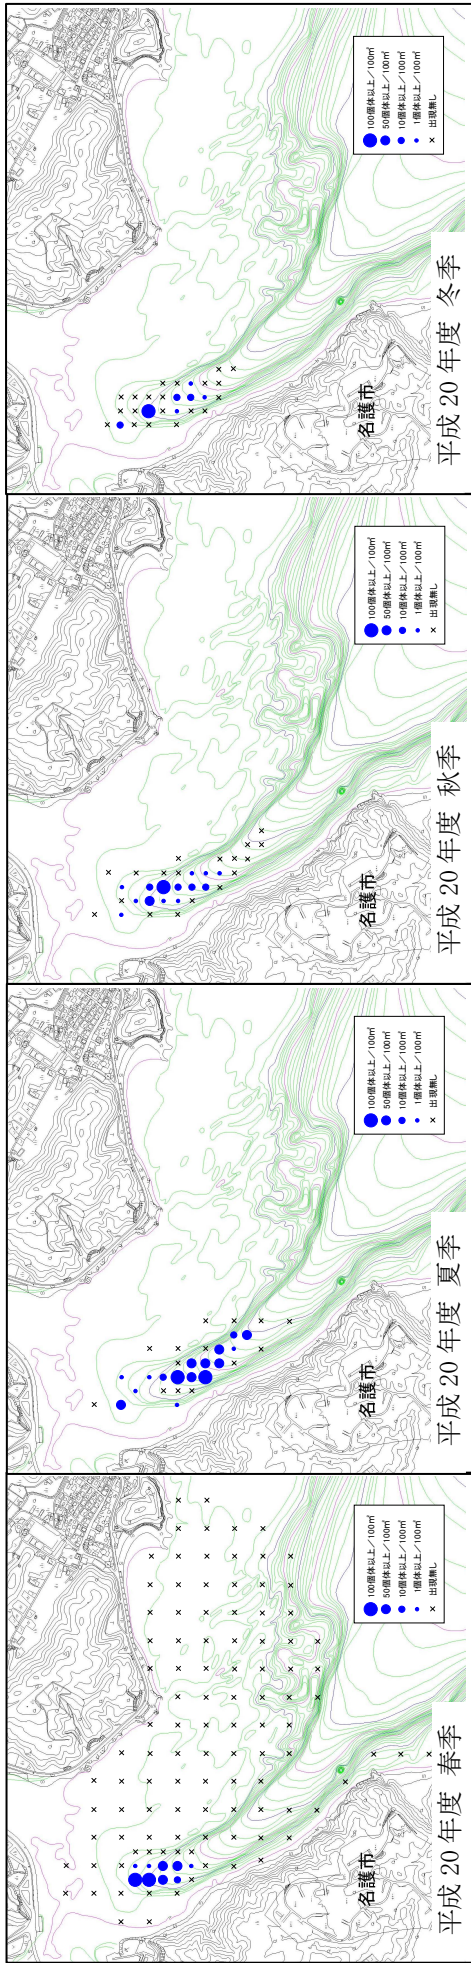 100個体以上/100㎡
50個体以上/100㎡
10個体以上/100㎡
1個体以上/100㎡
× 出現無し
名護市
平成 20 年度 春季
100個体以上/100㎡
50個体以上/100㎡
10個体以上/100㎡
1個体以上/100㎡
× 出現無し
名護市
平成 20 年度 夏季
100個体以上/100㎡
50個体以上/100㎡
10個体以上/100㎡
1個体以上/100㎡
× 出現無し
名護市
平成 20 年度 秋季
100個体以上/100㎡
50個体以上/100㎡
10個体以上/100㎡
1個体以上/100㎡
× 出現無し
名護市
平成 20 年度 冬季